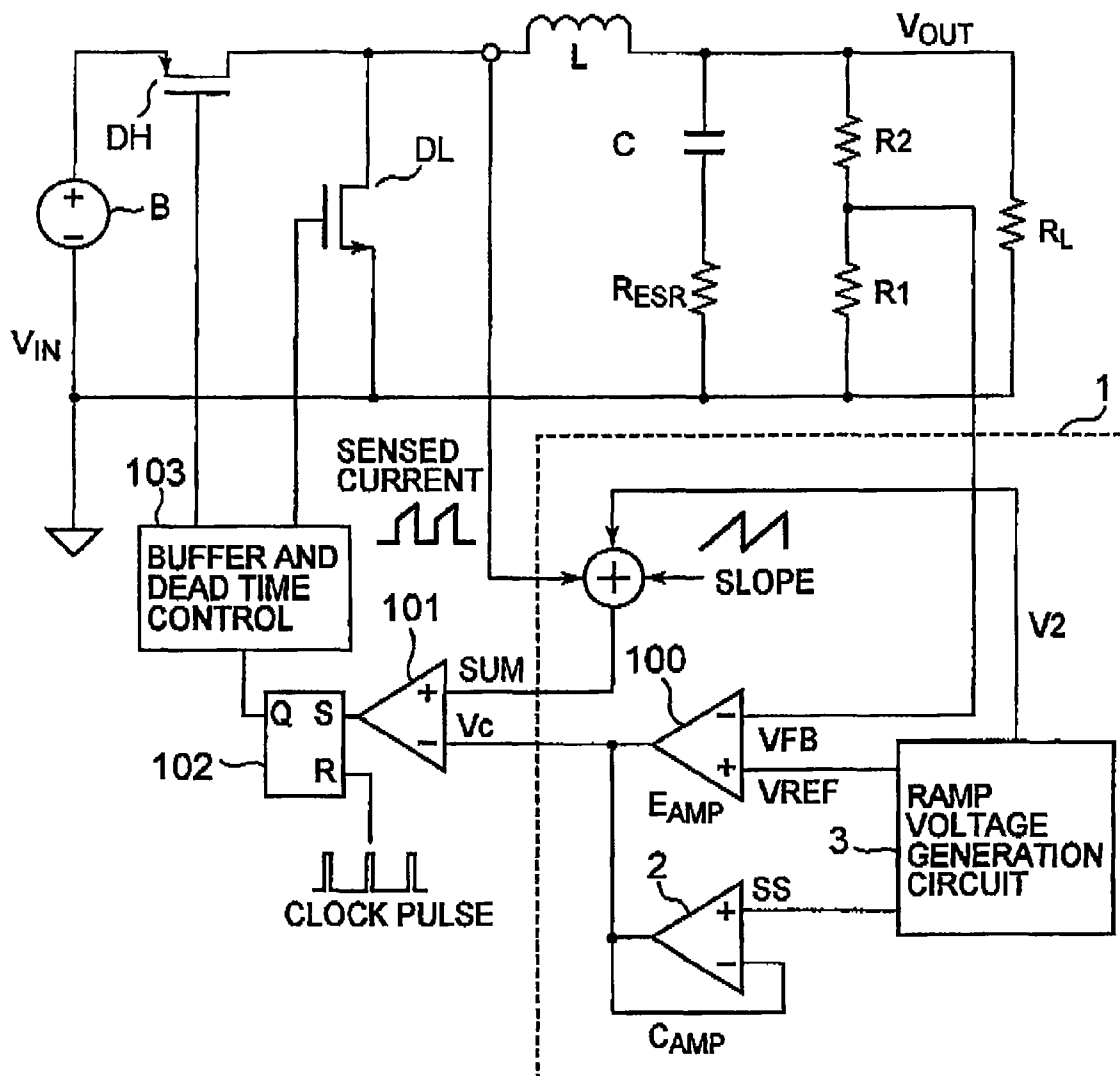 VOUT
L
DH
C
R2
DL
+
B
−
RL
RESR
R1
VIN
1
SENSED
CURRENT
103
BUFFER AND
DEAD TIME
CONTROL
+
SLOPE
V2
101
SUM
100
+
−
Q S
Vc
−
VFB
102
R
+
VREF
EAMP
RAMP
VOLTAGE
GENERATION
CIRCUIT
3
2
SS
+
CLOCK PULSE
−
CAMP